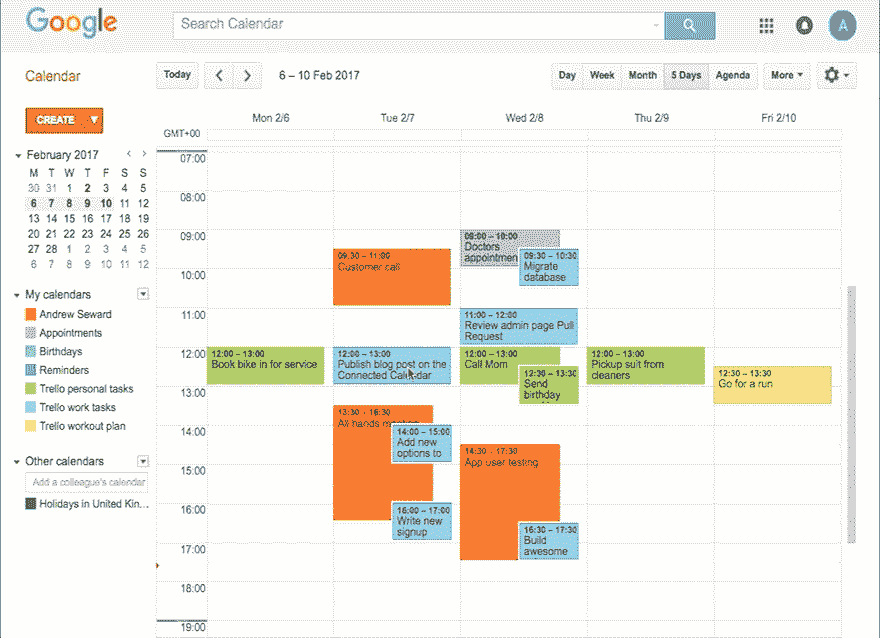 Google
Search Calendar
A
Calendar
Today
6 – 10 Feb 2017
Day Week Month 5 Days Agenda
More
CREATE
February 2017
M T W T F S S
30 31 1 2 3 4 5
6 7 8 9 10 11 12
13 14 15 16 17 18 19
20 21 22 23 24 25 26
27 28 1 2 3 4 5
6 7 8 9 10 11 12
My calendars
Andrew Seward
Appointments
Birthdays
Reminders
Trello personal tasks
Trello work tasks
Trello workout plan
Other calendars
Add a colleague's calendar
Holidays in United Kin...
GMT+00
Mon 2/6
Tue 2/7
Wed 2/8
Thu 2/9
Fri 2/10
07:00
08:00
09:00
10:00
11:00
12:00
13:00
14:00
15:00
16:00
17:00
18:00
19:00
12:00 – 13:00
Book bike in for service
09:30 – 11:00
Customer call
12:00 – 13:00
Publish blog post on the
Connected Calendar
13:30 – 16:30
All hands
14:00 – 15:00
Add new
options to
16:00 – 17:00
Write new
signup
09:00 – 10:00
Doctors
appointmen
09:30 – 10:30
Migrate
database
11:00 – 12:00
Review admin page Pull
Request
12:00 – 13:00
Call Mom
12:30 – 13:30
Send
birthday
14:30 – 17:30
App user testing
16:30 – 17:30
Build
awesome
12:00 – 13:00
Pickup suit from
cleaners
12:30 – 13:30
Go for a run